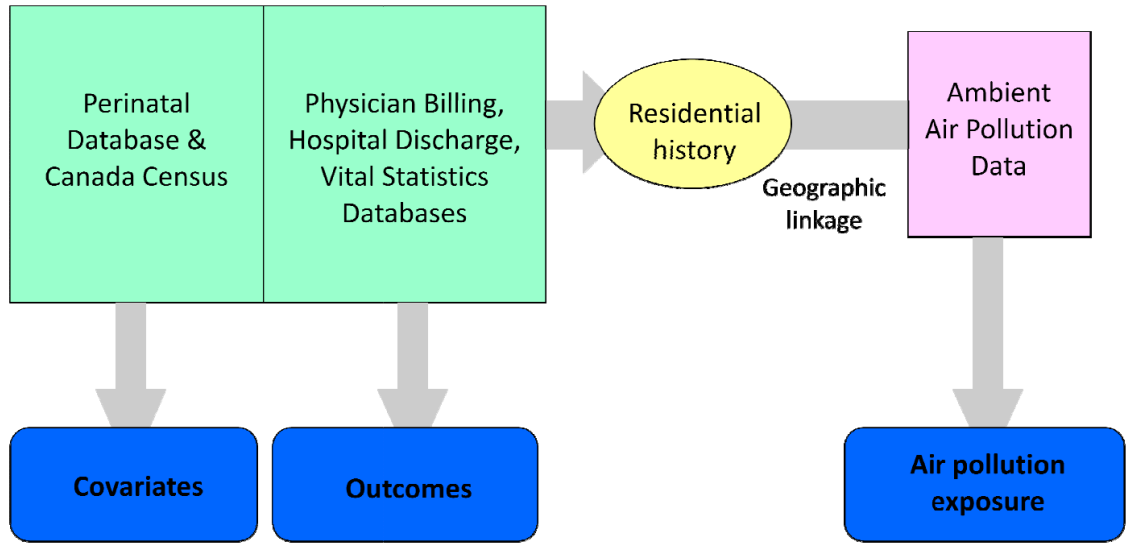 Perinatal
Database &
Canada Census
Physician Billing,
Hospital Discharge,
Vital Statistics
Databases
Residential
history
Geographic
linkage
Ambient
Air Pollution
Data
Covariates
Outcomes
Air pollution
exposure